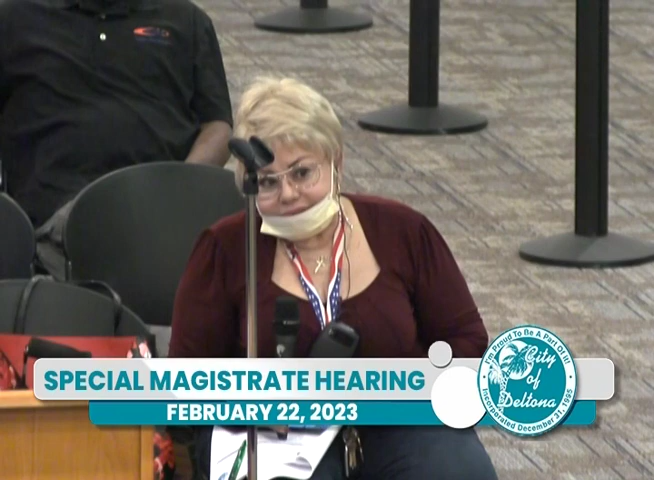 SPECIAL MAGISTRATE HEARING
FEBRUARY 22, 2023
I'm Proud To Be A Part Of It!
City
of
Deltona
Incorporated December 31, 1995